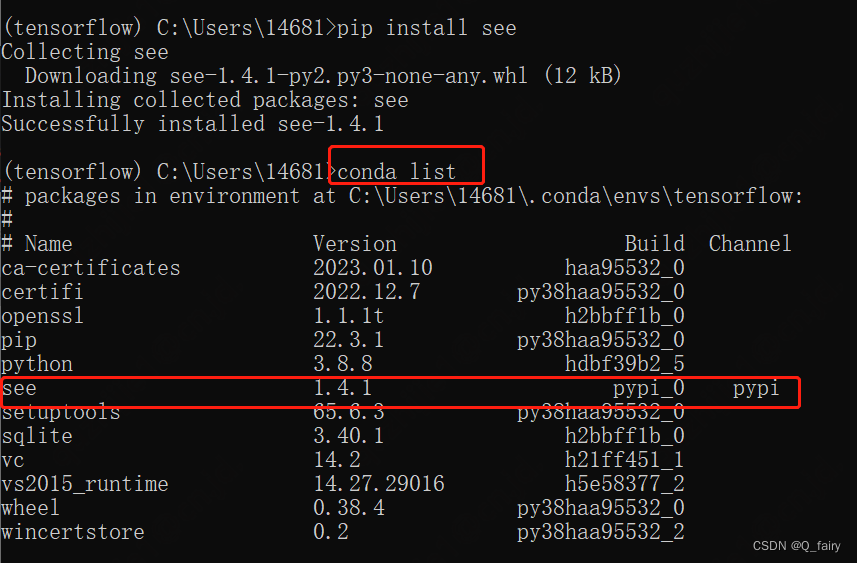 (tensorflow) C:\Users\14681>pip install see
Collecting see
  Downloading see-1.4.1-py2.py3-none-any.whl (12 kB)
Installing collected packages: see
Successfully installed see-1.4.1
(tensorflow) C:\Users\14681>conda list
# packages in environment at C:\Users\14681\.conda\envs\tensorflow:
#
# Name                    Version                   Build  Channel
ca-certificates           2023.01.10           haa95532_0
certifi                   2022.12.7        py38haa95532_0
openssl                   1.1.1t               h2bbff1b_0
pip                       22.3.1           py38haa95532_0
python                    3.8.8                hdbf39b2_5
see                       1.4.1                    pypi_0    pypi
setuptools                65.6.3           py38haa95532_0
sqlite                    3.40.1               h2bbff1b_0
vc                        14.2                 h21ff451_1
vs2015_runtime            14.27.29016          h5e58377_2
wheel                     0.38.4           py38haa95532_0
wincertstore              0.2              py38haa95532_2
CSDN @Q_fairy